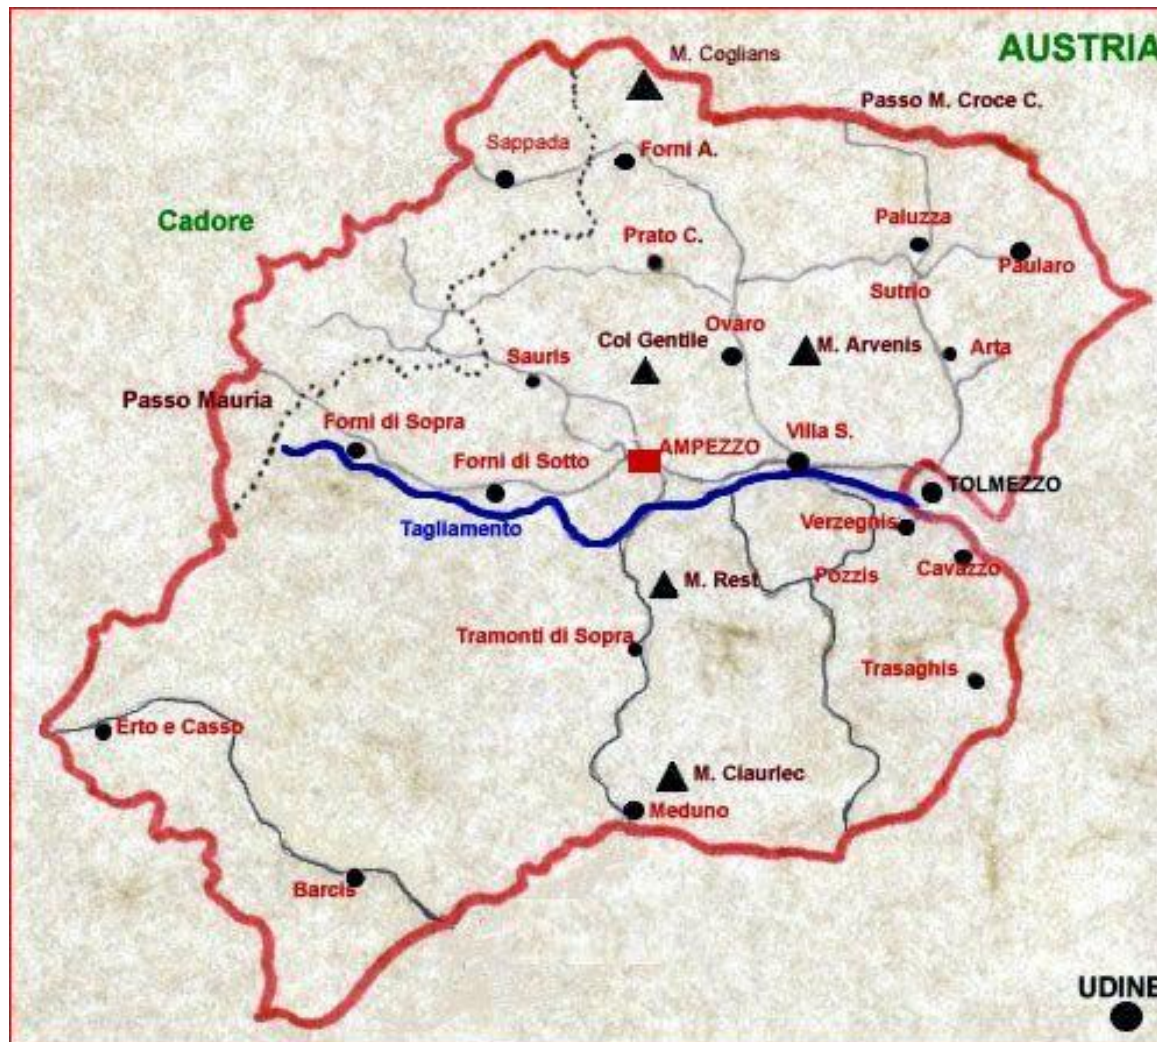 AUSTRIA
M. Coglians
Passo M. Croce C.
Sappada
Forni A.
Cadore
Paluzza
Prato C.
Paularo
Sutrio
Ovaro
Col Gentile
M. Arvenis
Arta
Sauris
Passo Mauria
Forni di Sopra
Villa S.
AMPEZZO
Forni di Sotto
TOLMEZZO
Tagliamento
Verzegnis
Cavazzo
M. Rest
Pozzis
Tramonti di Sopra
Trasaghis
Erto e Casso
M. Ciaurlec
Meduno
Barcis
UDINE